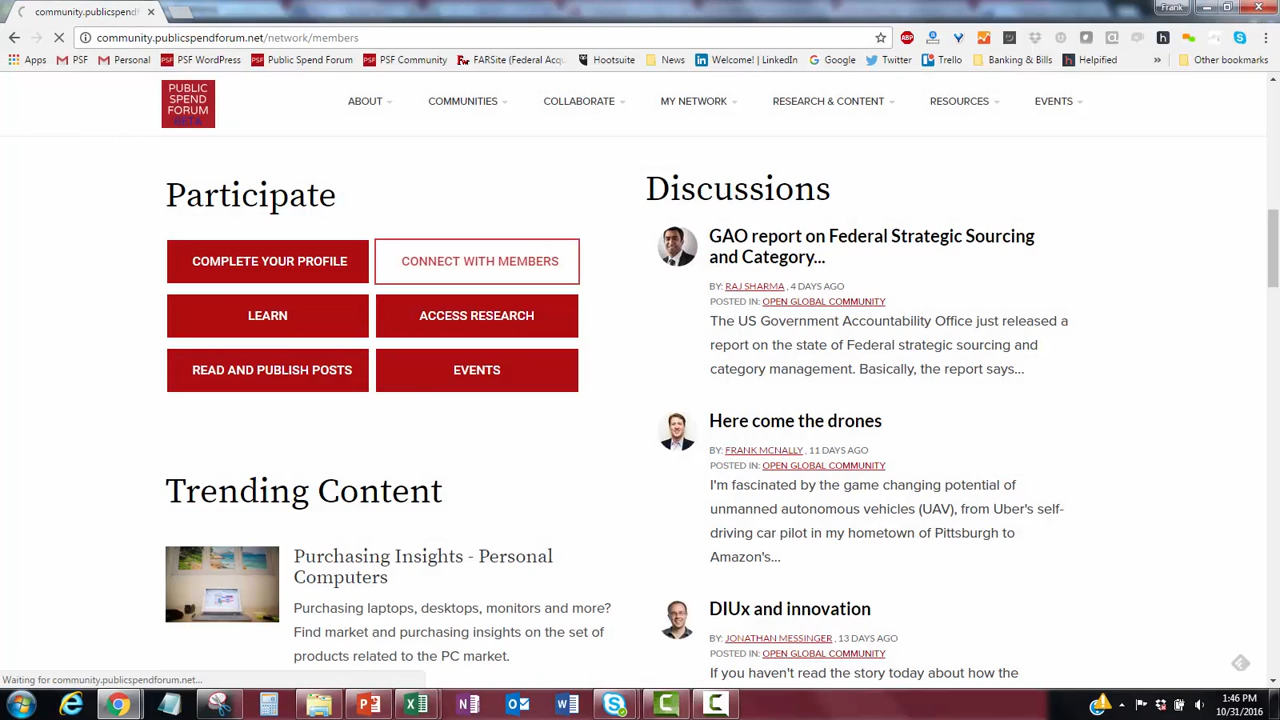 community.publicspendf
Frank
community.publicspendforum.net/network/members
Apps PSF Personal PSF WordPress Public Spend Forum PSF Community FARSite (Federal Acqu Hootsuite News Welcome! | LinkedIn Google Twitter Trello Banking & Bills Helpified » Other bookmarks
PUBLIC
SPEND
FORUM
BETA
ABOUT COMMUNITIES COLLABORATE MY NETWORK RESEARCH & CONTENT RESOURCES EVENTS
Participate
COMPLETE YOUR PROFILE CONNECT WITH MEMBERS
LEARN ACCESS RESEARCH
READ AND PUBLISH POSTS EVENTS
Trending Content
Purchasing Insights - Personal
Computers
Purchasing laptops, desktops, monitors and more?
Find market and purchasing insights on the set of
products related to the PC market.
Discussions
GAO report on Federal Strategic Sourcing
and Category...
BY: RAJ SHARMA , 4 DAYS AGO
POSTED IN: OPEN GLOBAL COMMUNITY
The US Government Accountability Office just released a
report on the state of Federal strategic sourcing and
category management. Basically, the report says...
Here come the drones
BY: FRANK MCNALLY , 11 DAYS AGO
POSTED IN: OPEN GLOBAL COMMUNITY
I'm fascinated by the game changing potential of
unmanned autonomous vehicles (UAV), from Uber's self-
driving car pilot in my hometown of Pittsburgh to
Amazon's...
DIUx and innovation
BY: JONATHAN MESSINGER , 13 DAYS AGO
POSTED IN: OPEN GLOBAL COMMUNITY
If you haven't read the story today about how the
Waiting for community.publicspendforum.net...
1:46 PM
10/31/2016